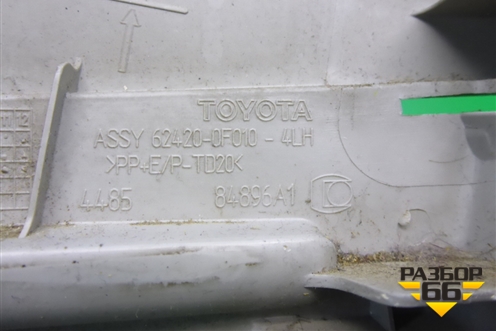 TOYOTA
ASSY 62420-0F010-4LH
>PP+E/P-TD20<
4485 84896A1
РАЗБОР
66